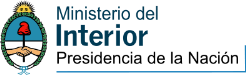 Ministerio del
Interior
Presidencia de la Nación